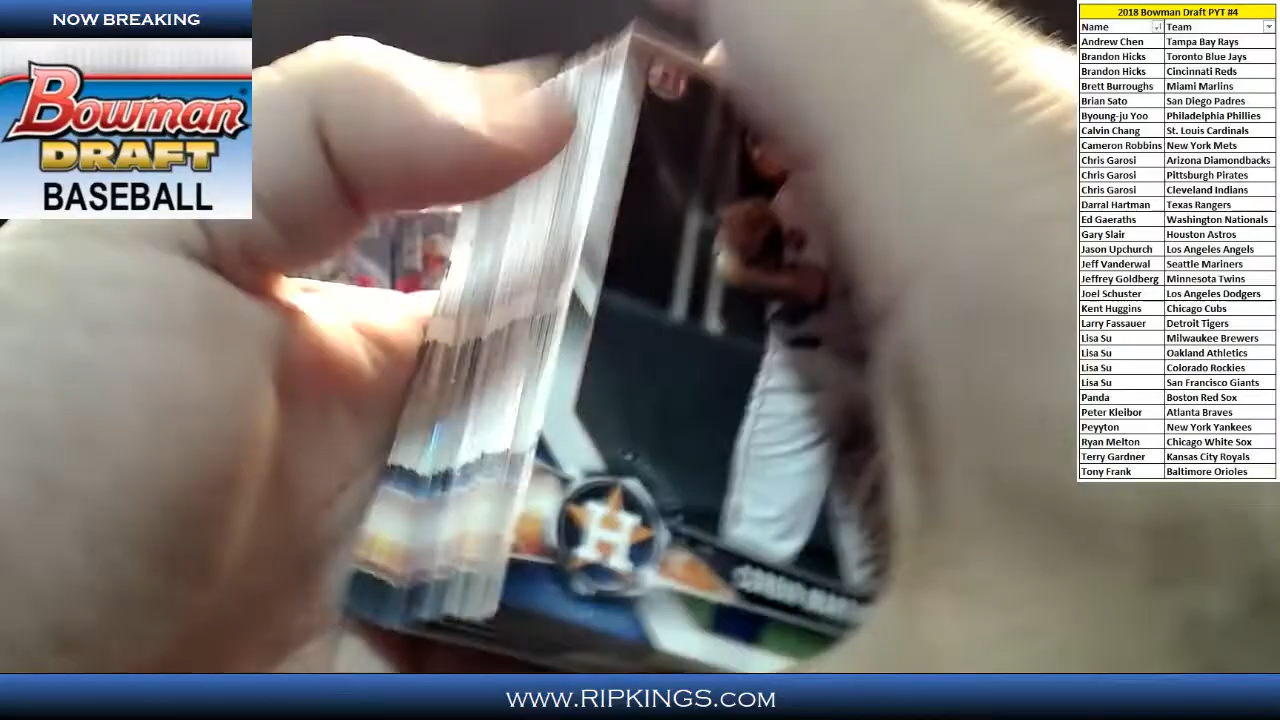 NOW BREAKING
Bowman
DRAFT
BASEBALL
2018 Bowman Draft PYT #4
Name Team
Andrew Chen Tampa Bay Rays
Brandon Hicks Toronto Blue Jays
Brandon Hicks Cincinnati Reds
Brett Burroughs Miami Marlins
Brian Sato San Diego Padres
Byoung-ju Yoo Philadelphia Phillies
Calvin Chang St. Louis Cardinals
Cameron Robbins New York Mets
Chris Garosi Arizona Diamondbacks
Chris Garosi Pittsburgh Pirates
Chris Garosi Cleveland Indians
Darral Hartman Texas Rangers
Ed Gaeraths Washington Nationals
Gary Slair Houston Astros
Jason Upchurch Los Angeles Angels
Jeff Vanderwal Seattle Mariners
Jeffrey Goldberg Minnesota Twins
Joel Schuster Los Angeles Dodgers
Kent Huggins Chicago Cubs
Larry Fassauer Detroit Tigers
Lisa Su Milwaukee Brewers
Lisa Su Oakland Athletics
Lisa Su Colorado Rockies
Lisa Su San Francisco Giants
Panda Boston Red Sox
Peter Kleibor Atlanta Braves
Peyyton New York Yankees
Ryan Melton Chicago White Sox
Terry Gardner Kansas City Royals
Tony Frank Baltimore Orioles
H
WWW.RIPKINGS.COM